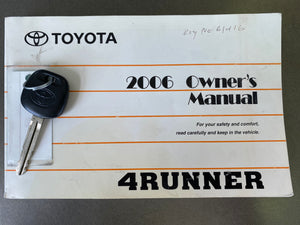 TOYOTA
2006 Owner's
Manual
For your safety and comfort,
read carefully and keep in the vehicle.
4RUNNER